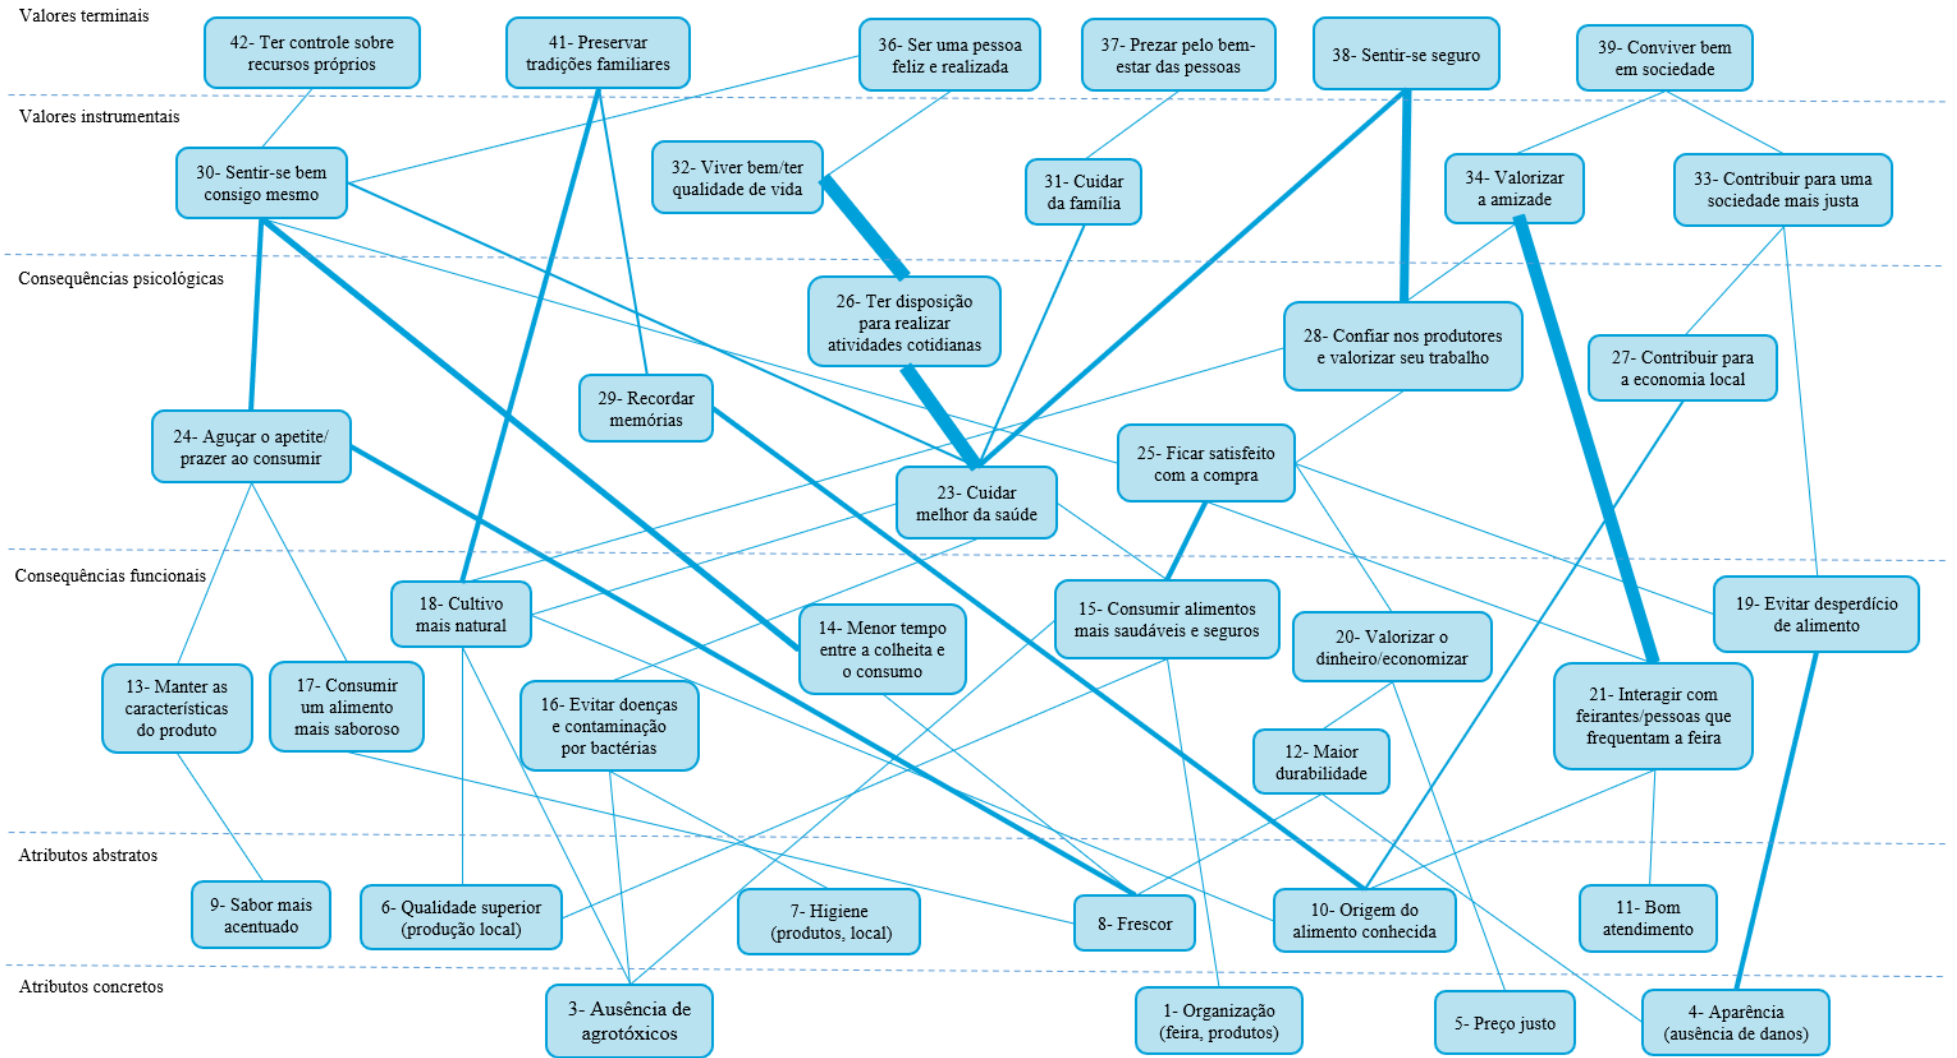 Valores terminais
42- Ter controle sobre
recursos próprios
41- Preservar
tradições familiares
36- Ser uma pessoa
feliz e realizada
37- Prezar pelo bem-
estar das pessoas
38- Sentir-se seguro
39- Conviver bem
em sociedade
Valores instrumentais
30- Sentir-se bem
consigo mesmo
32- Viver bem/ter
qualidade de vida
31- Cuidar
da família
34- Valorizar
a amizade
33- Contribuir para uma
sociedade mais justa
Consequências psicológicas
26- Ter disposição
para realizar
atividades cotidianas
28- Confiar nos produtores
e valorizar seu trabalho
27- Contribuir para
a economia local
29- Recordar
memórias
24- Aguçar o apetite/
prazer ao consumir
25- Ficar satisfeito
com a compra
23- Cuidar
melhor da saúde
Consequências funcionais
18- Cultivo
mais natural
14- Menor tempo
entre a colheita e
o consumo
15- Consumir alimentos
mais saudáveis e seguros
20- Valorizar o
dinheiro/economizar
19- Evitar desperdício
de alimento
13- Manter as
características
do produto
17- Consumir
um alimento
mais saboroso
16- Evitar doenças
e contaminação
por bactérias
12- Maior
durabilidade
21- Interagir com
feirantes/pessoas que
frequentam a feira
Atributos abstratos
9- Sabor mais
acentuado
6- Qualidade superior
(produção local)
7- Higiene
(produtos, local)
8- Frescor
10- Origem do
alimento conhecida
11- Bom
atendimento
Atributos concretos
3- Ausência de
agrotóxicos
1- Organização
(feira, produtos)
5- Preço justo
4- Aparência
(ausência de danos)